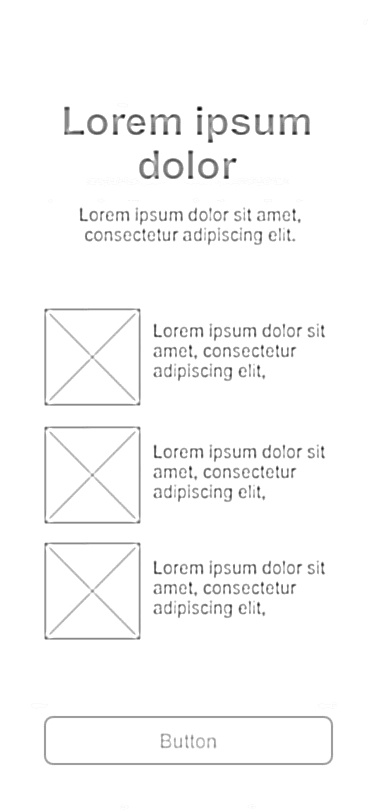 Lorem ipsum
dolor
Lorem ipsum dolor sit amet,
consectetur adipiscing elit.
Lorem ipsum dolor sit
amet, consectetur
adipiscing elit,
Lorem ipsum dolor sit
amet, consectetur
adipiscing elit,
Lorem ipsum dolor sit
amet, consectetur
adipiscing elit,
Button